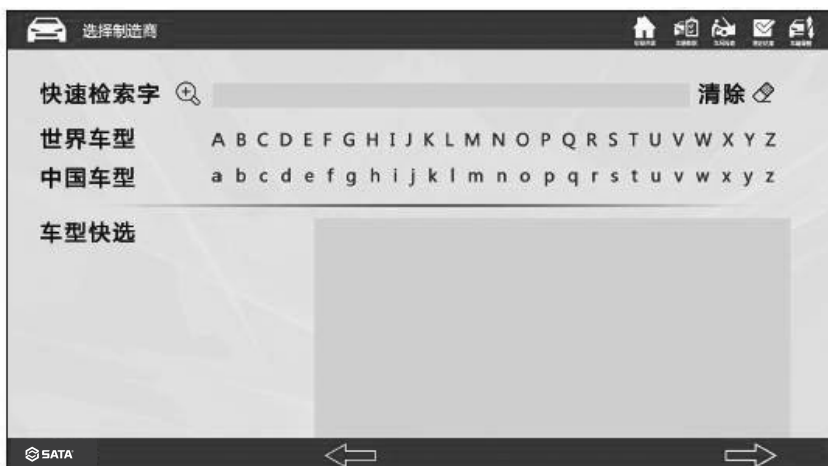 选择制造商
快速检索字 清除
世界车型 A B C D E F G H I J K L M N O P Q R S T U V W X Y Z
中国车型 a b c d e f g h i j k l m n o p q r s t u v w x y z
车型快选
SATA